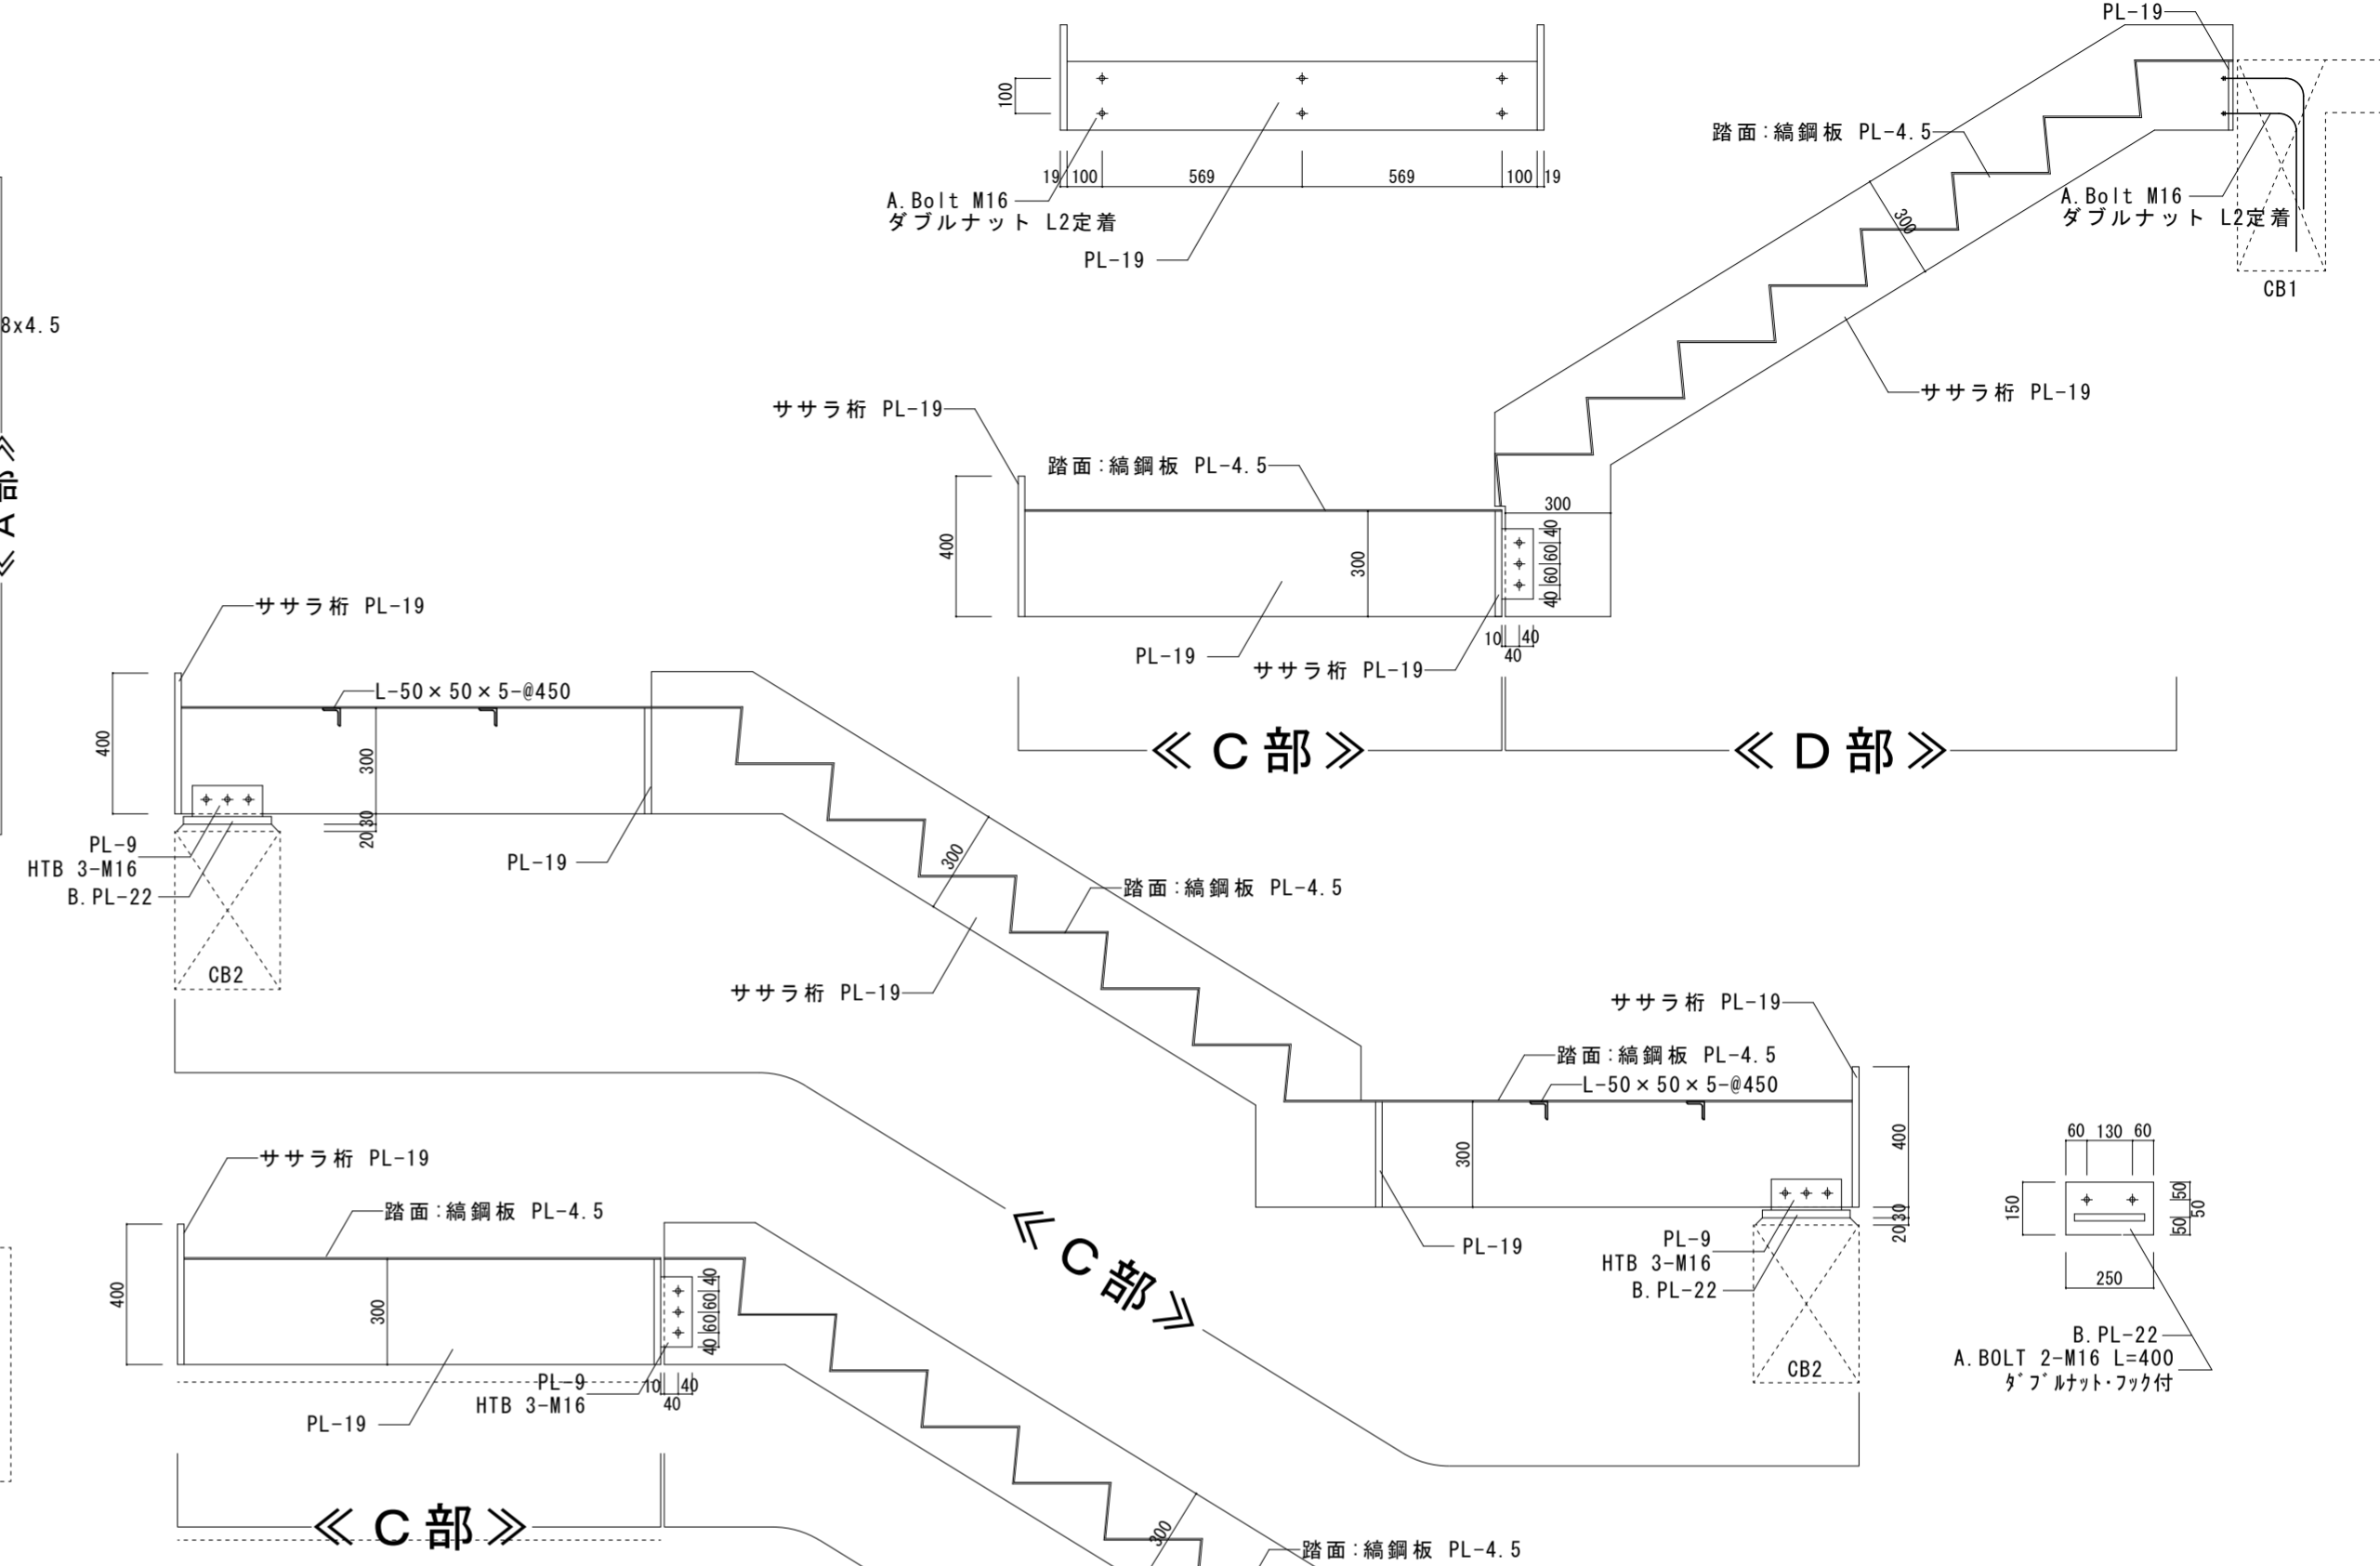 PL-19
100
19
100
569
569
100
19
A.Bolt M16
ダブルナット L2定着
PL-19
踏面:縞鋼板 PL-4.5
A.Bolt M16
ダブルナット L2定着
300
CB1
ササラ桁 PL-19
8x4.5
≪A部≫
ササラ桁 PL-19
踏面:縞鋼板 PL-4.5
400
300
300
40
60
60
40
10
40
40
PL-19
ササラ桁 PL-19
≪C部≫
≪D部≫
ササラ桁 PL-19
L-50×50×5-@450
400
300
30
20
PL-9
HTB 3-M16
B.PL-22
PL-19
CB2
300
踏面:縞鋼板 PL-4.5
ササラ桁 PL-19
ササラ桁 PL-19
踏面:縞鋼板 PL-4.5
L-50×50×5-@450
300
400
30
20
PL-19
PL-9
HTB 3-M16
B.PL-22
CB2
≪C部≫
60
130
60
150
50
50
50
250
B.PL-22
A.BOLT 2-M16 L=400
ﾀﾞﾌﾞﾙﾅｯﾄ･ﾌｯｸ付
ササラ桁 PL-19
踏面:縞鋼板 PL-4.5
400
300
40
60
60
40
PL-9
HTB 3-M16
10
40
40
PL-19
≪C部≫
300
踏面:縞鋼板 PL-4.5